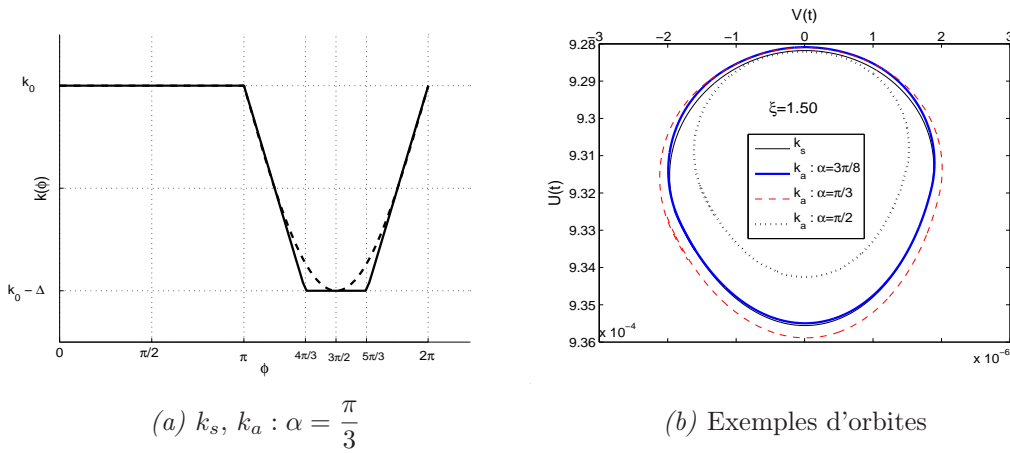 k₀
k(ϕ)
k₀ − Δ
0
π/2
π
4π/3
3π/2
5π/3
2π
ϕ
(a) kₛ, kₐ : α = π/3
V(t)
−3
−2
−1
0
1
2
3
9.28
9.29
9.3
9.31
9.32
9.33
9.34
9.35
9.36
U(t)
ξ=1.50
kₛ
kₐ : α=3π/8
kₐ : α=π/3
kₐ : α=π/2
x 10⁻⁴
x 10⁻⁶
(b) Exemples d'orbites